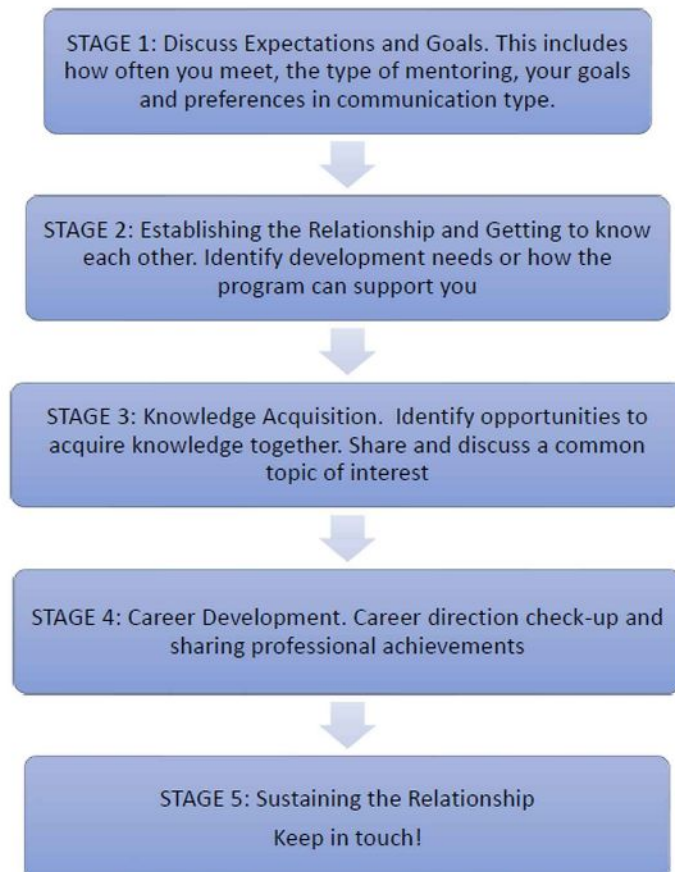 STAGE 1: Discuss Expectations and Goals. This includes
how often you meet, the type of mentoring, your goals
and preferences in communication type.
STAGE 2: Establishing the Relationship and Getting to know
each other. Identify development needs or how the
program can support you
STAGE 3: Knowledge Acquisition.  Identify opportunities to
acquire knowledge together. Share and discuss a common
topic of interest
STAGE 4: Career Development. Career direction check-up and
sharing professional achievements
STAGE 5: Sustaining the Relationship
Keep in touch!